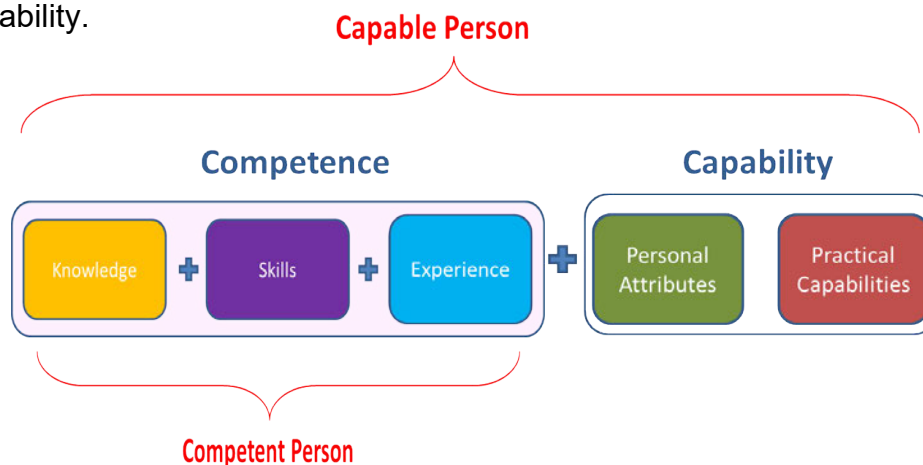 ability.
Capable Person
Competence
Capability
Knowledge + Skills + Experience + Personal
Attributes
Practical
Capabilities
Competent Person